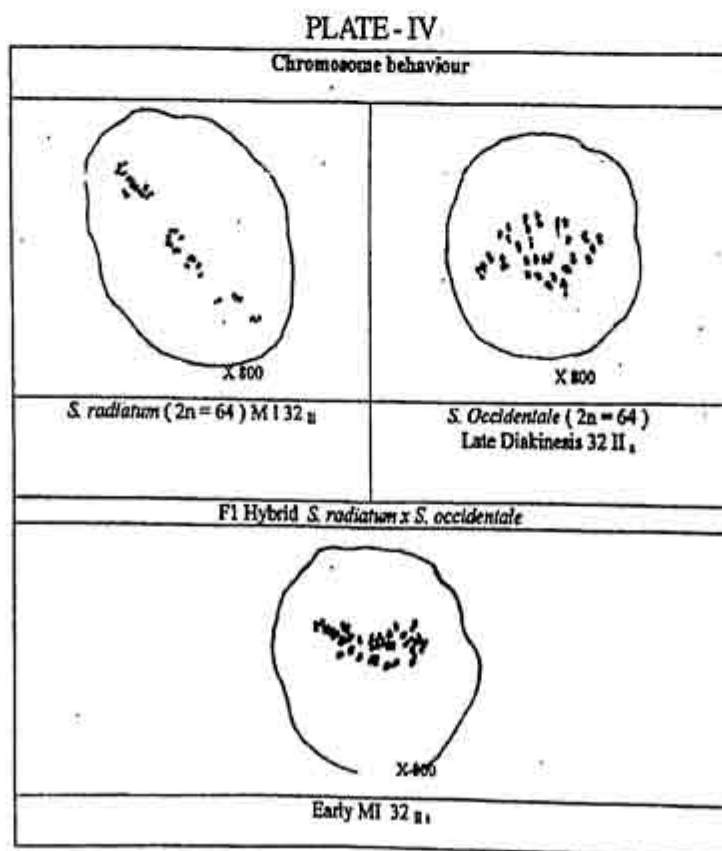 PLATE - IV
Chromosome behaviour
X 800
X 800
S. radiatum ( 2n = 64 ) M I 32 II
S. Occidentale ( 2n = 64 )
Late Diakinesis 32 II s
F1 Hybrid S. radiatum x S. occidentale
X 800
Early MI 32 II s